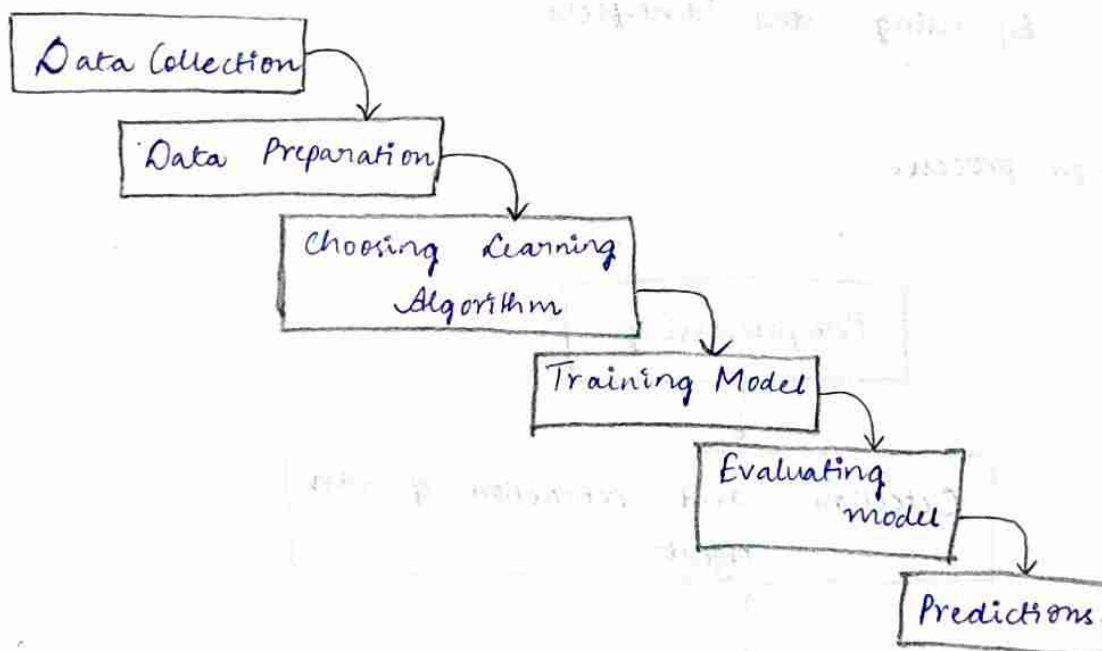 Data Collection
Data Preparation
Choosing Learning
Algorithm
Training Model
Evaluating
model
Predictions.